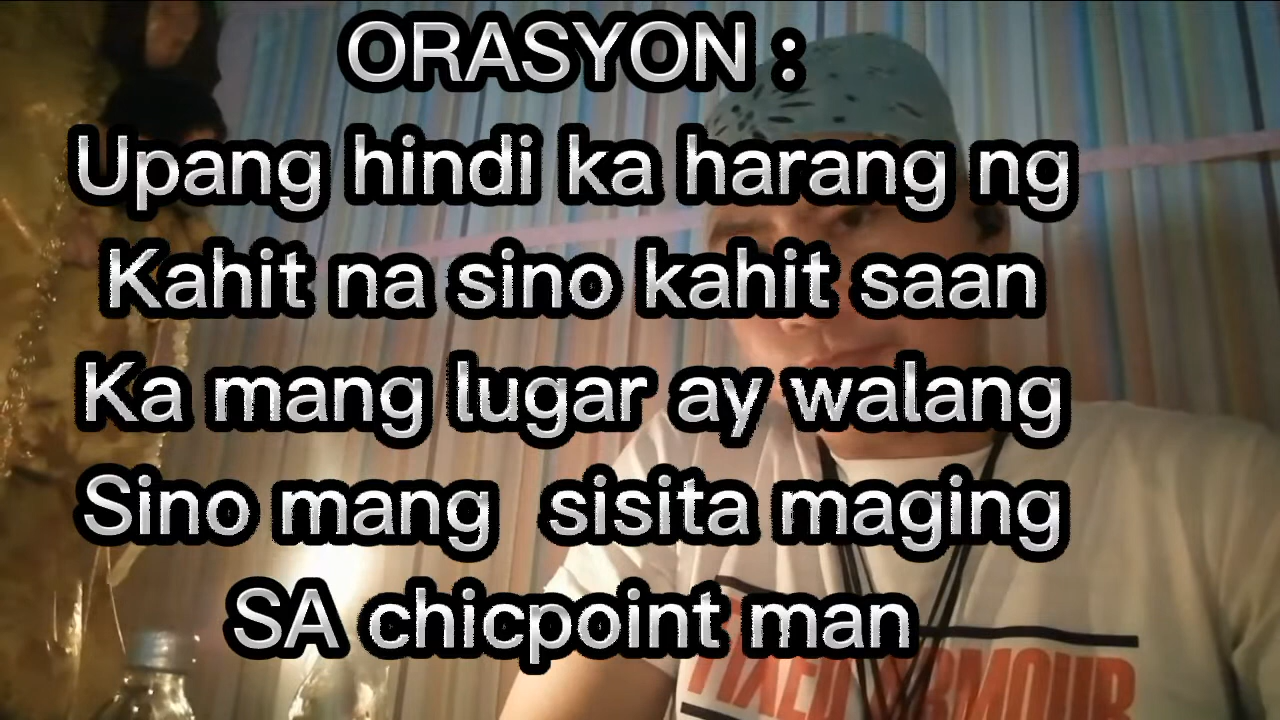 ORASYON :
Upang hindi ka harang ng
Kahit na sino kahit saan
Ka mang lugar ay walang
Sino mang sisita maging
SA chicpoint man